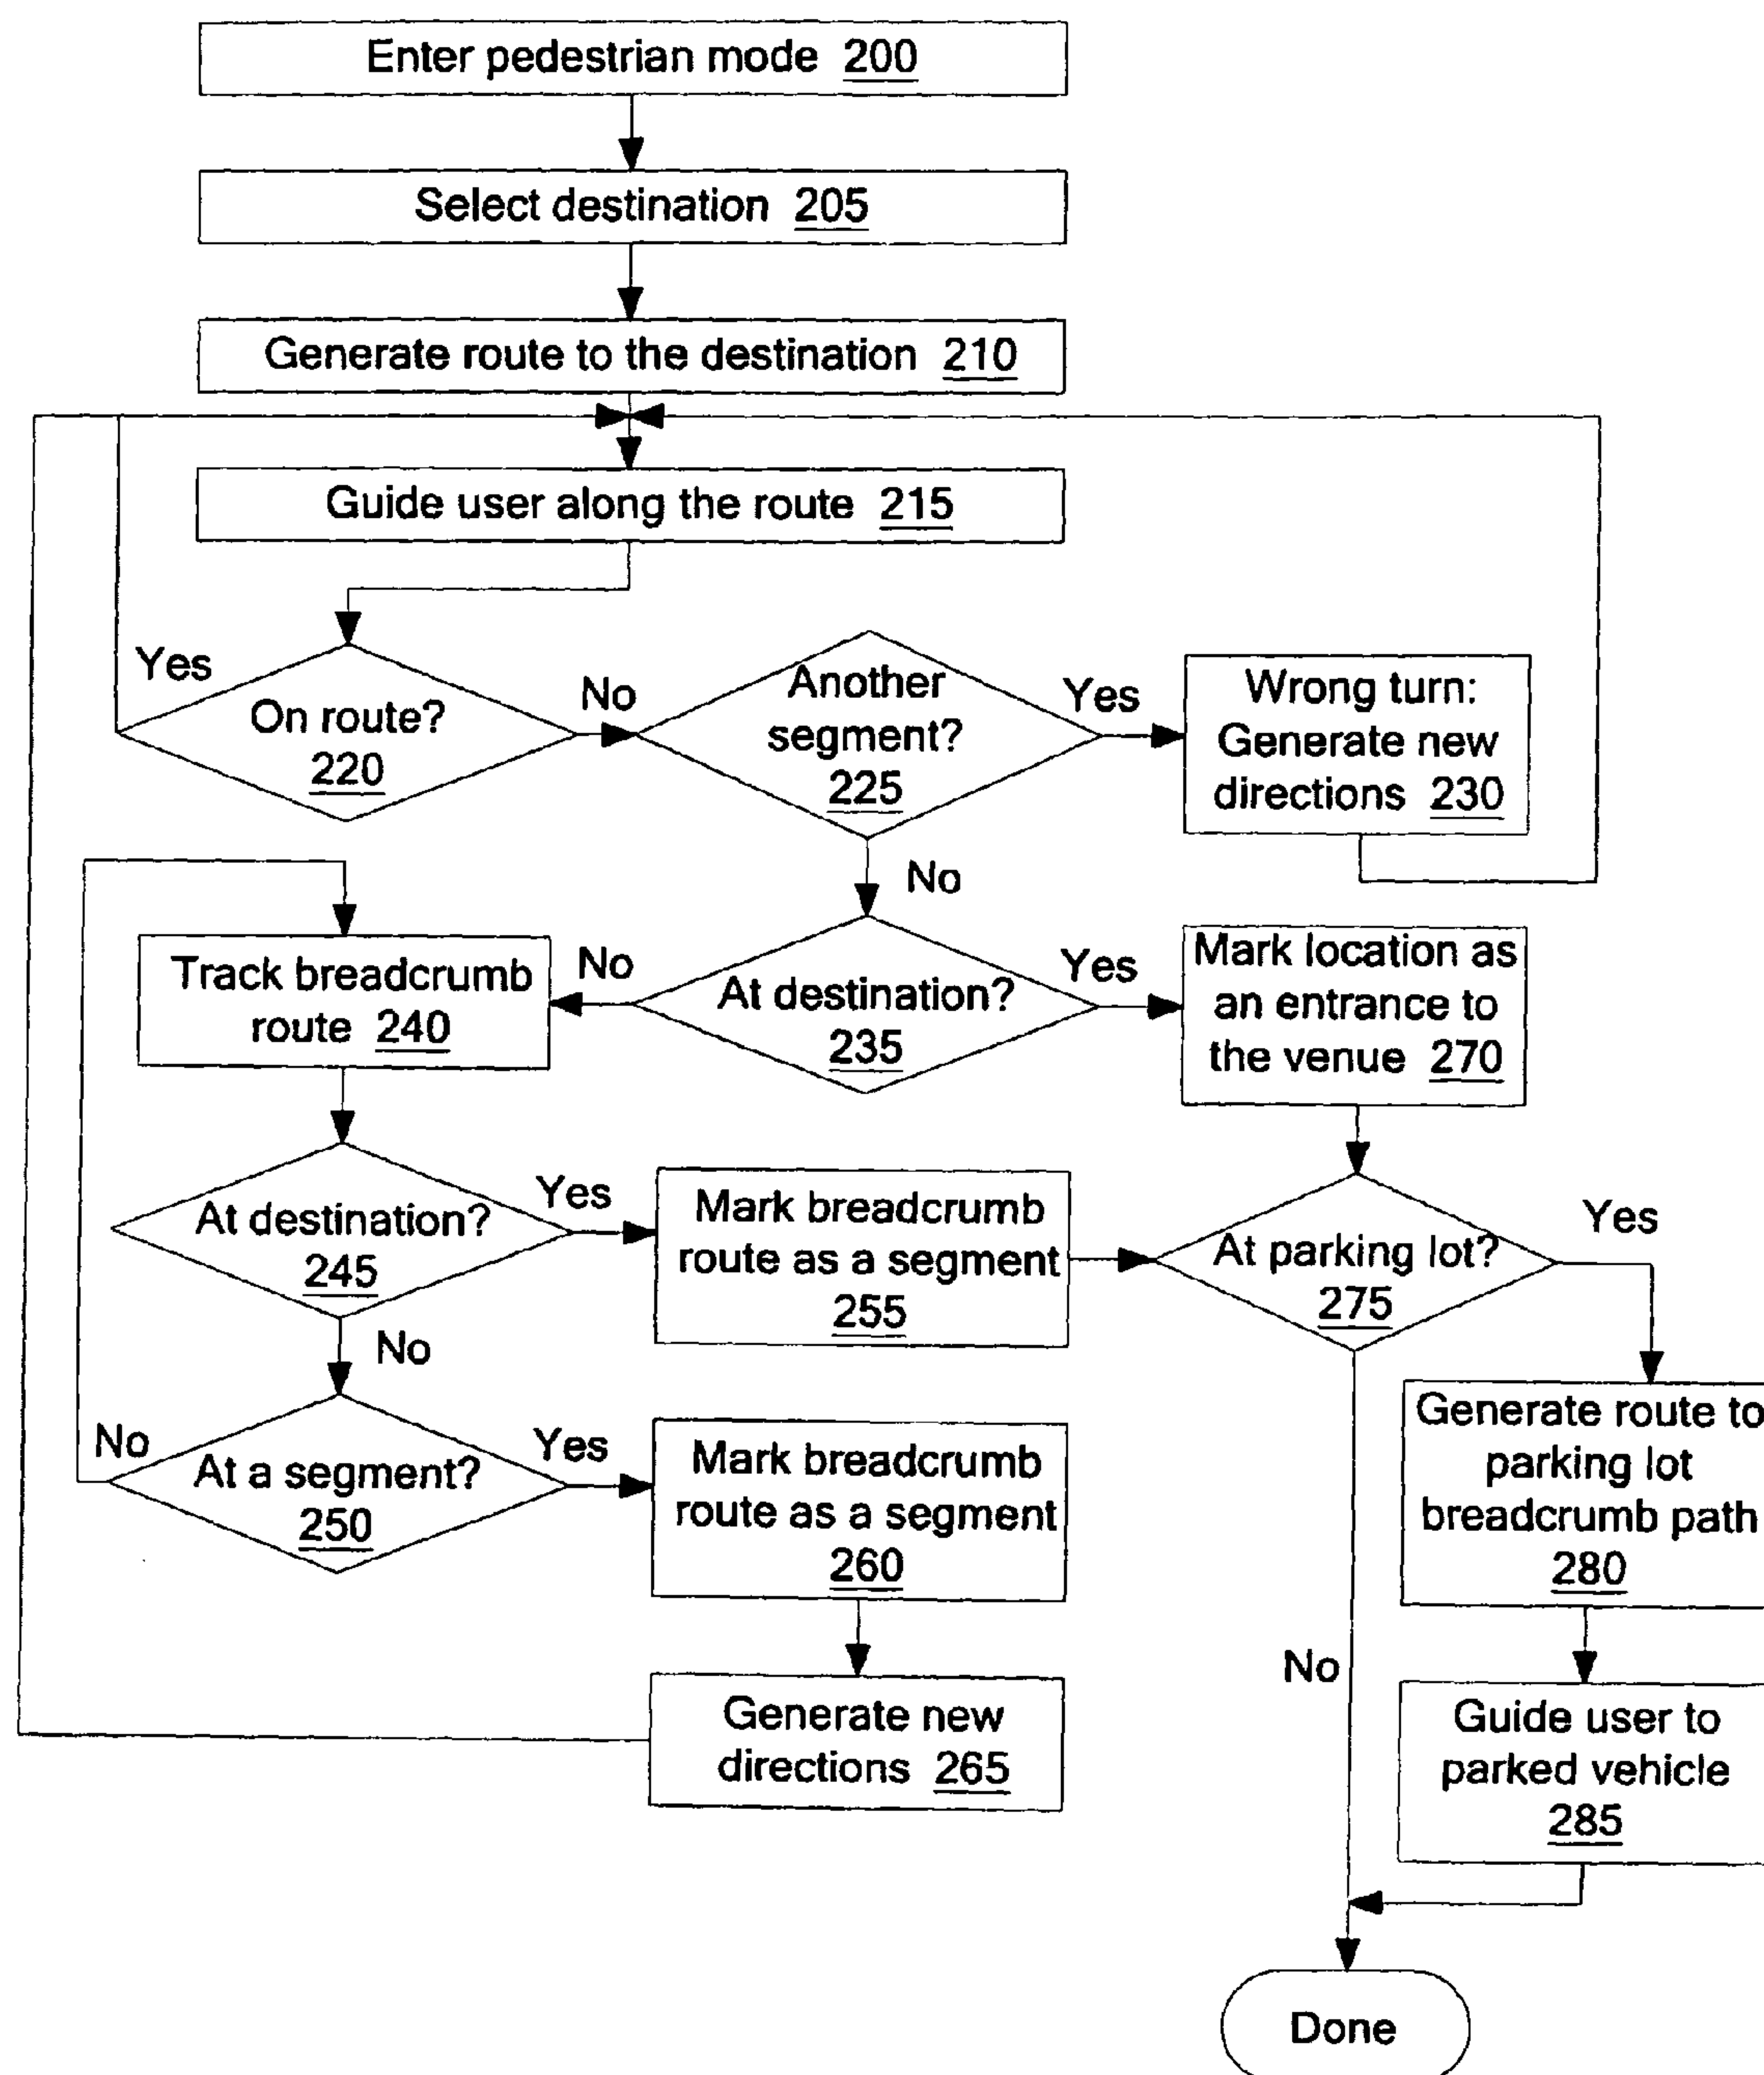 Enter pedestrian mode 200
Select destination 205
Generate route to the destination 210
Guide user along the route 215
Yes
On route?
220
No
Another
segment?
225
Yes
Wrong turn:
Generate new
directions 230
No
Track breadcrumb
route 240
No
At destination?
235
Yes
Mark location as
an entrance to
the venue 270
At destination?
245
Yes
Mark breadcrumb
route as a segment
255
At parking lot?
275
Yes
No
No
At a segment?
250
Yes
Mark breadcrumb
route as a segment
260
Generate route to
parking lot
breadcrumb path
280
No
Generate new
directions 265
Guide user to
parked vehicle
285
Done